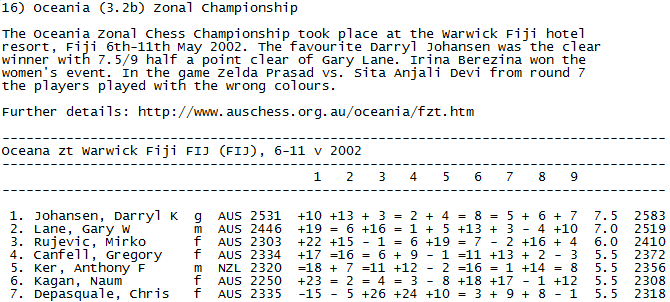 16) Oceania (3.2b) Zonal Championship
The Oceania Zonal Chess Championship took place at the Warwick Fiji hotel
resort, Fiji 6th-11th May 2002. The favourite Darryl Johansen was the clear
winner with 7.5/9 half a point clear of Gary Lane. Irina Berezina won the
women's event. In the game Zelda Prasad vs. Sita Anjali Devi from round 7
the players played with the wrong colours.
Further details: http://www.auschess.org.au/oceania/fzt.htm
--------------------------------------------------------------------------------
Oceana zt Warwick Fiji FIJ (FIJ), 6-11 v 2002
--------------------------------------------------------------------------------
1 2 3 4 5 6 7 8 9
--------------------------------------------------------------------------------
1. Johansen, Darryl K g AUS 2531 +10 +13 + 3 = 2 + 4 = 8 = 5 + 6 + 7 7.5 2583
2. Lane, Gary W m AUS 2446 +19 = 6 +16 = 1 + 5 +13 + 3 - 4 +10 7.0 2519
3. Rujevic, Mirko f AUS 2303 +22 +15 - 1 = 6 +19 = 7 - 2 +16 + 4 6.0 2410
4. Canfell, Gregory f AUS 2334 +17 =16 = 6 + 9 - 1 =11 +13 + 2 - 3 5.5 2372
5. Ker, Anthony F m NZL 2320 =18 + 7 =11 +12 - 2 =16 = 1 +14 = 8 5.5 2356
6. Kagan, Naum f AUS 2250 +23 = 2 = 4 = 3 - 8 +18 +17 - 1 +12 5.5 2308
7. Depasquale, Chris f AUS 2335 -15 - 5 +26 +24 +10 = 3 + 9 + 8 - 1 5.5 2310